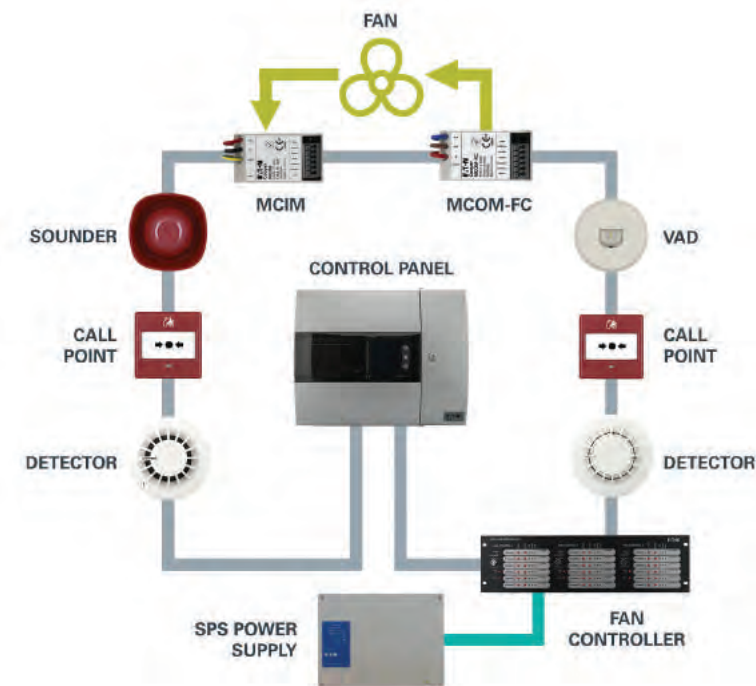 FAN
MCIM
MCOM-FC
SOUNDER
VAD
CONTROL PANEL
CALL
POINT
CALL
POINT
DETECTOR
DETECTOR
EATON
SPS POWER
SUPPLY
FAN
CONTROLLER